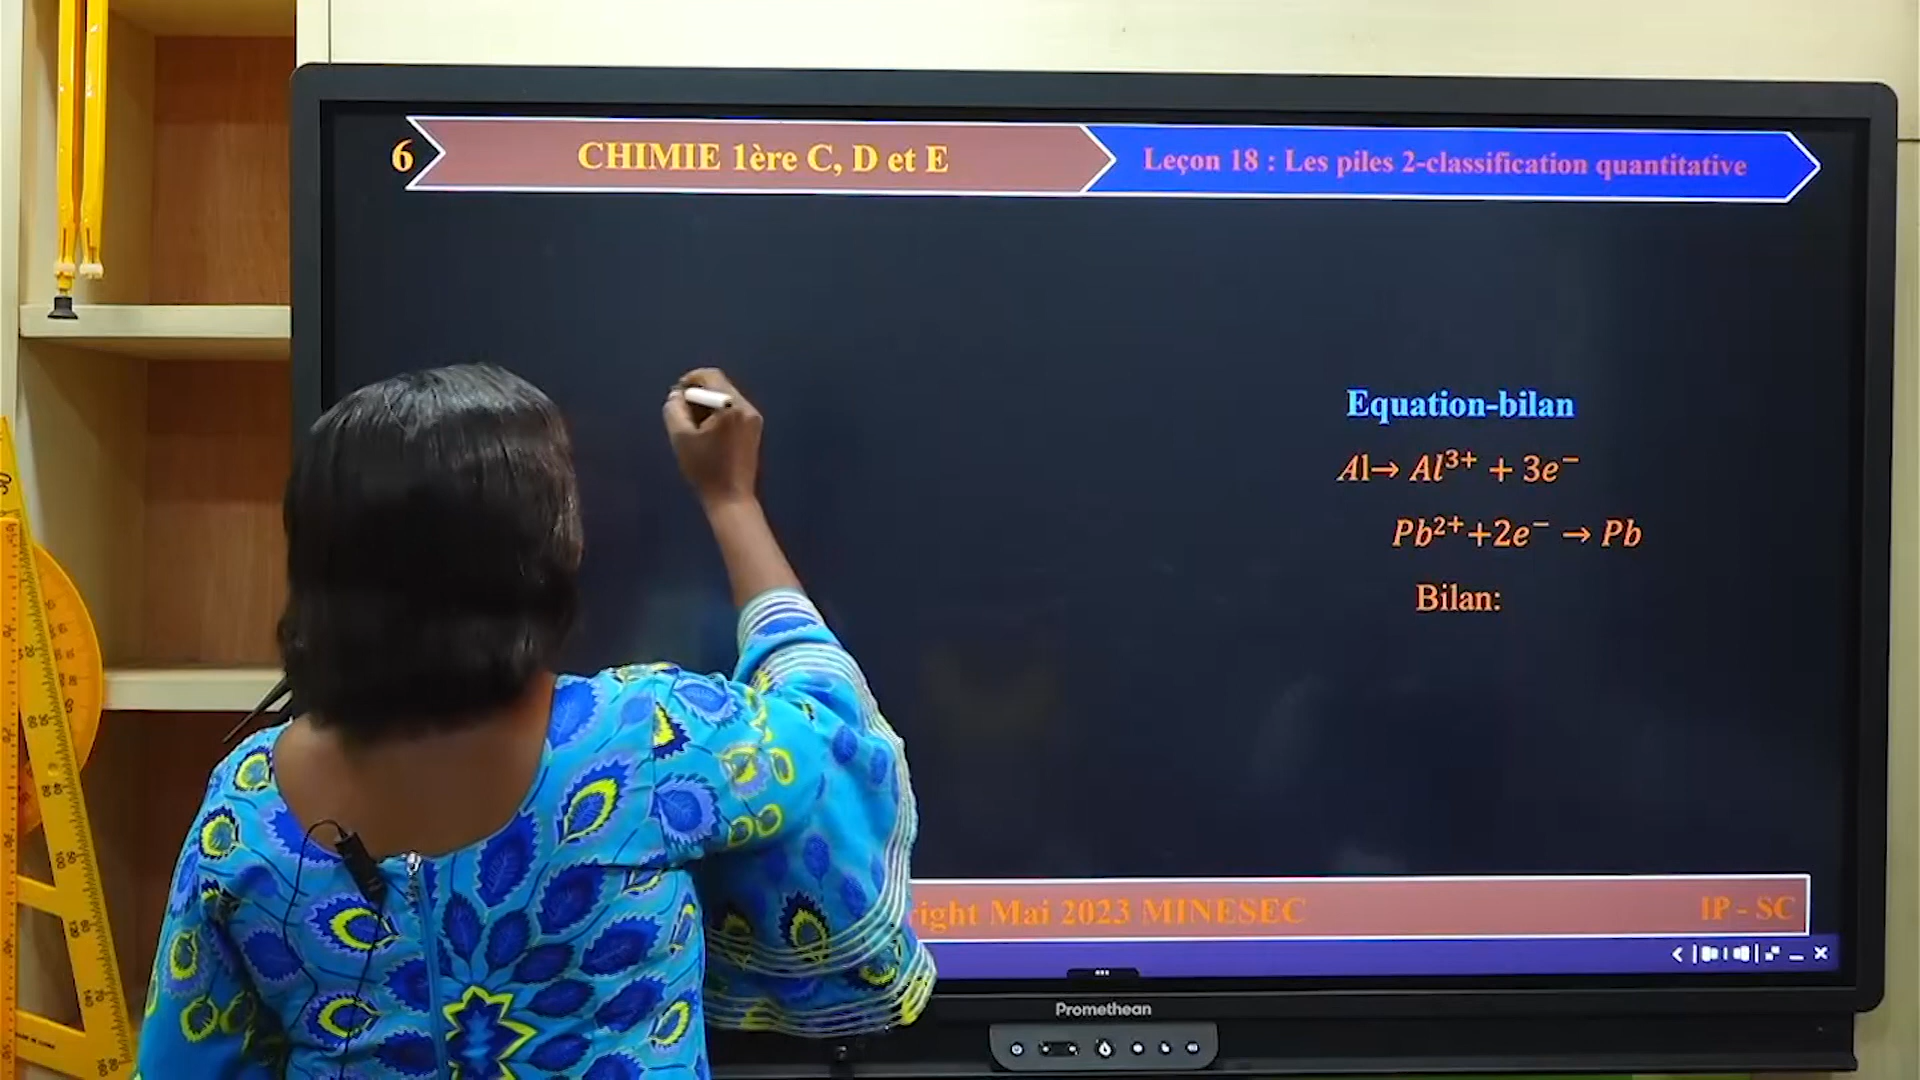 6
CHIMIE 1ère C, D et E
Leçon 18 : Les piles 2-classification quantitative
Equation-bilan
Al→ Al³⁺ + 3e⁻
Pb²⁺+2e⁻ → Pb
Bilan:
right Mai 2023 MINESEC
IP - SC
Promethean